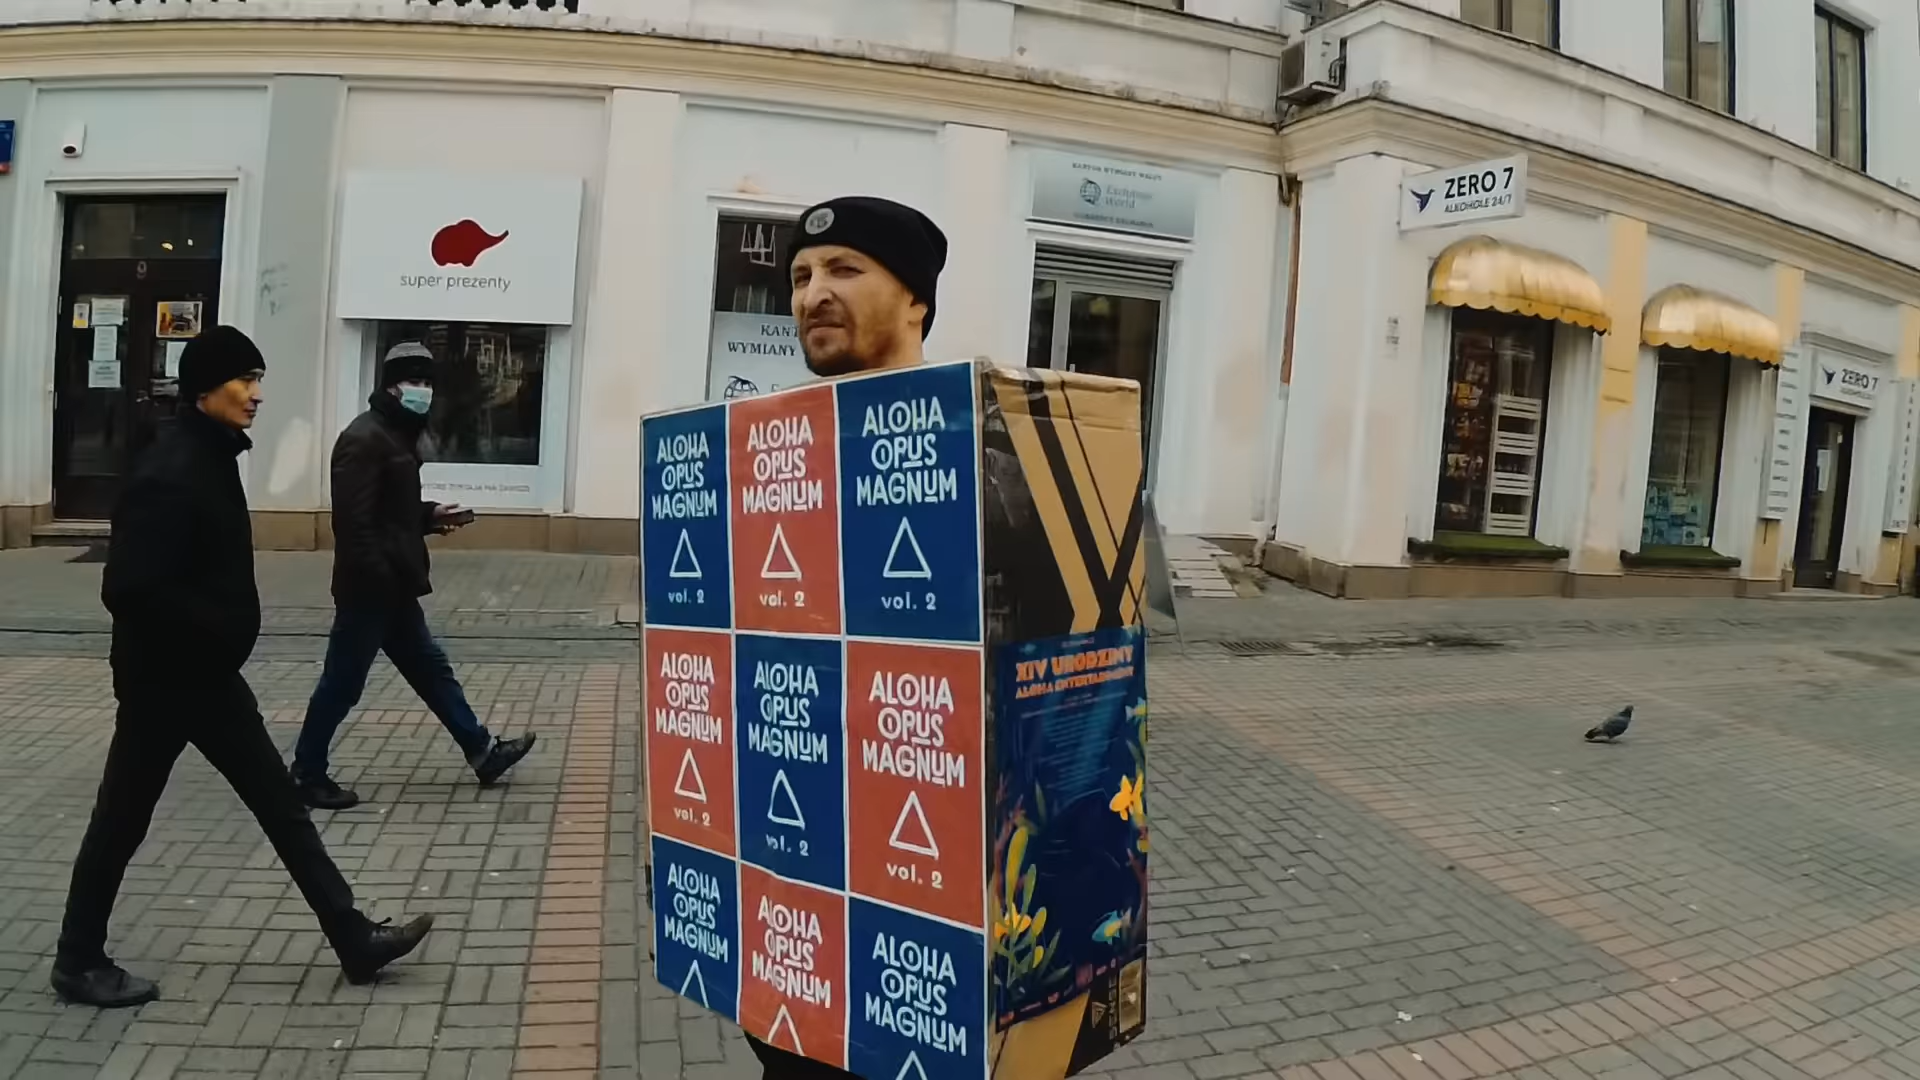 super prezenty
KANTOR WYMIANY WALUT
Exchange
World
ZERO 7
ALKOHOLE 24/7
KANT
WYMIANY
ZERO 7
ALOHA
OPUS
MAGNUM
vol. 2
ALOHA
OPUS
MAGNUM
vol. 2
ALOHA
OPUS
MAGNUM
vol. 2
ALOHA
OPUS
MAGNUM
vol. 2
ALOHA
OPUS
MAGNUM
vol. 2
ALOHA
OPUS
MAGNUM
vol. 2
ALOHA
OPUS
MAGNUM
ALOHA
OPUS
MAGNUM
ALOHA
OPUS
MAGNUM
XIV URODZINY
ALOHA ENTERTAINMENT